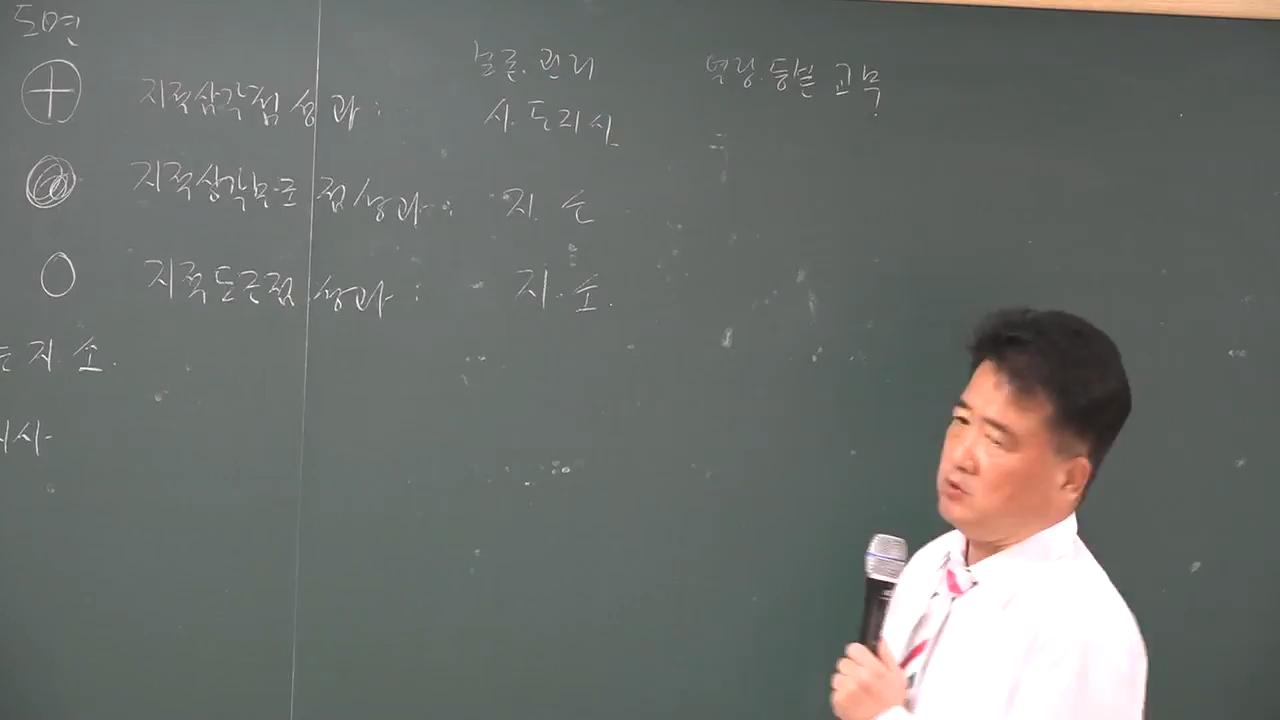 도면
보존. 관리 열람. 등본 교부
지적삼각점성과 : 시. 도지사
지적삼각보조점성과 : 지. 소
지적도근점성과 : 지. 소.
는 지. 소.
지사